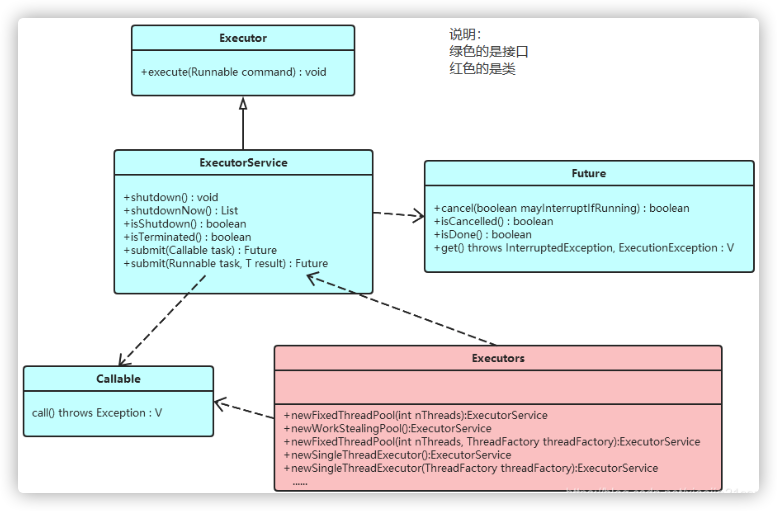 Executor
+execute(Runnable command) : void
说明：
绿色的是接口
红色的是类
ExecutorService
+shutdown() : void
+shutdownNow() : List
+isShutdown() : boolean
+isTerminated() : boolean
+submit(Callable task) : Future
+submit(Runnable task, T result) : Future
Future
+cancel(boolean mayInterruptIfRunning) : boolean
+isCancelled() : boolean
+isDone() : boolean
+get() throws InterruptedException, ExecutionException : V
Callable
call() throws Exception : V
Executors
+newFixedThreadPool(int nThreads):ExecutorService
+newWorkStealingPool():ExecutorService
+newFixedThreadPool(int nThreads, ThreadFactory threadFactory):ExecutorService
+newSingleThreadExecutor():ExecutorService
+newSingleThreadExecutor(ThreadFactory threadFactory):ExecutorService
......